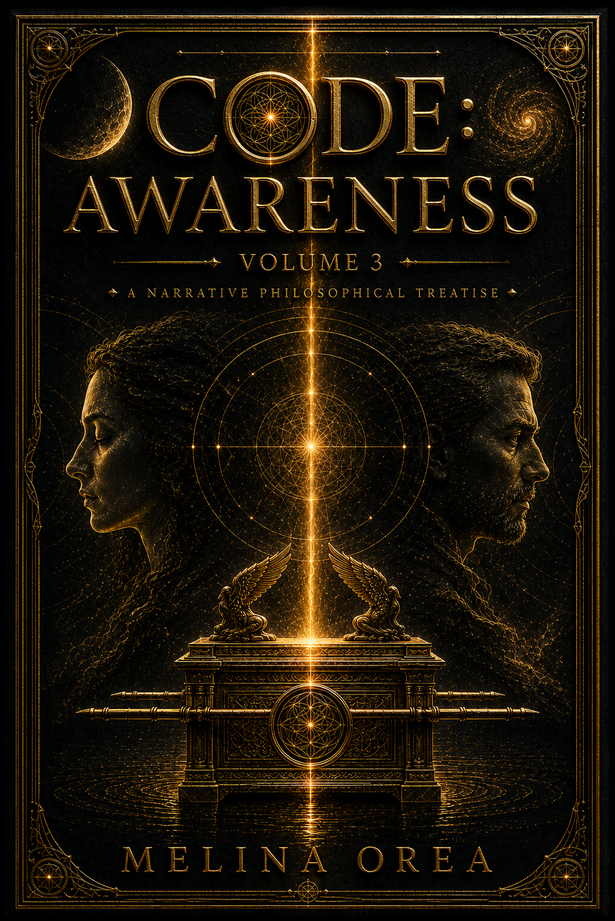 CODE:
AWARENESS
VOLUME 3
A NARRATIVE PHILOSOPHICAL TREATISE
MELINA OREA